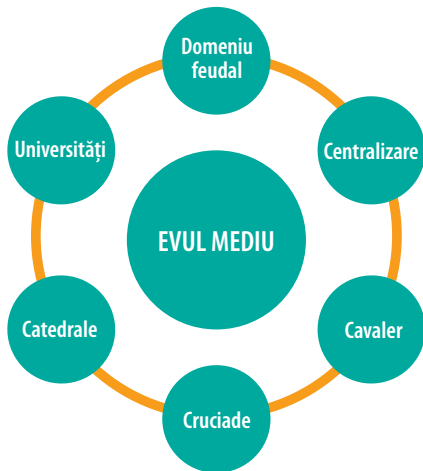 Domeniu
feudal
Universități
Centralizare
EVUL MEDIU
Catedrale
Cavaler
Cruciade